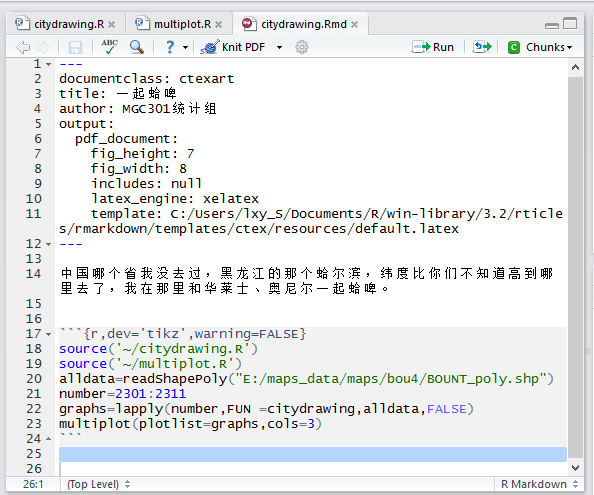 citydrawing.R
multiplot.R
citydrawing.Rmd
ABC
Knit PDF
Run
Chunks
1 ---
2 documentclass: ctexart
3 title: 一起蛤啤
4 author: MGC301统计组
5 output:
6 pdf_document:
7 fig_height: 7
8 fig_width: 8
9 includes: null
10 latex_engine: xelatex
11 template: C:/Users/lxy_S/Documents/R/win-library/3.2/rticle
s/rmarkdown/templates/ctex/resources/default.latex
12 ---
13
14 中国哪个省我没去过，黑龙江的那个蛤尔滨，纬度比你们不知道高到哪
里去了，我在那里和华莱士、奥尼尔一起蛤啤。
15
16
17 ```{r,dev='tikz',warning=FALSE}
18 source('~/citydrawing.R')
19 source('~/multiplot.R')
20 alldata=readShapePoly("E:/maps_data/maps/bou4/BOUNT_poly.shp")
21 number=2301:2311
22 graphs=lapply(number,FUN =citydrawing,alldata,FALSE)
23 multiplot(plotlist=graphs,cols=3)
24 ```
25
26
26:1 (Top Level) R Markdown